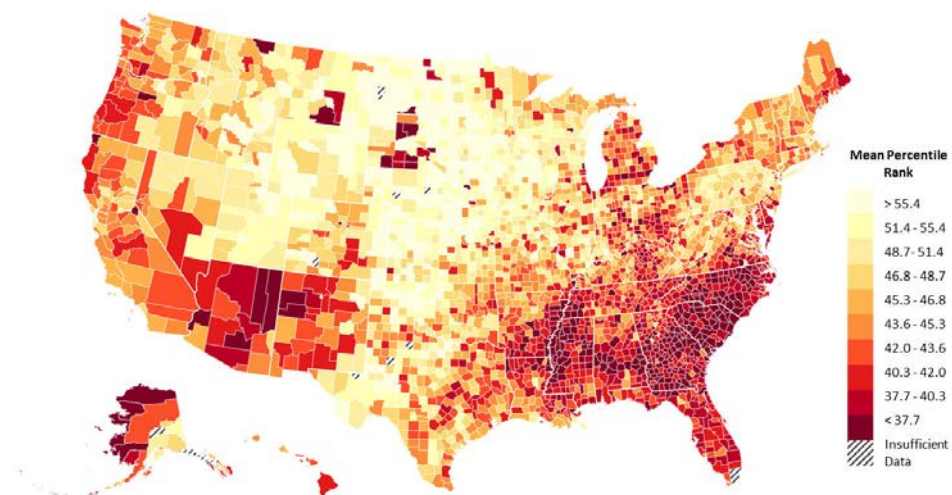 Mean Percentile
Rank
> 55.4
51.4 - 55.4
48.7 - 51.4
46.8 - 48.7
45.3 - 46.8
43.6 - 45.3
42.0 - 43.6
40.3 - 42.0
37.7 - 40.3
< 37.7
Insufficient
Data